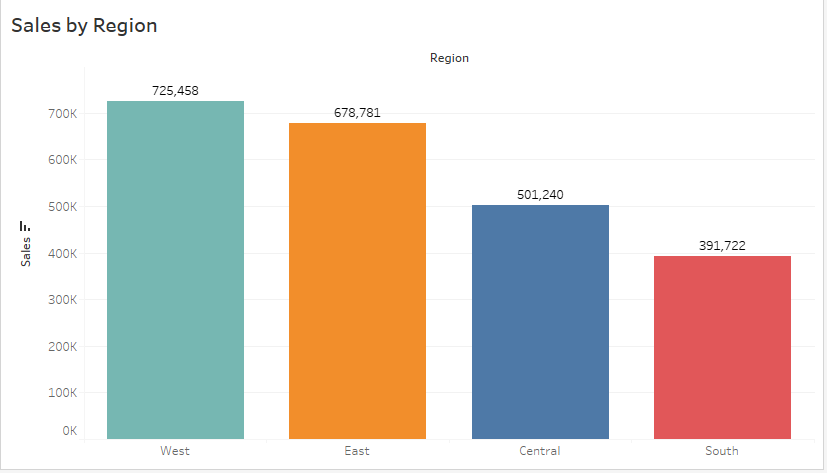 Sales by Region
Region
725,458
678,781
501,240
391,722
700K
600K
500K
400K
300K
200K
100K
0K
Sales
West
East
Central
South